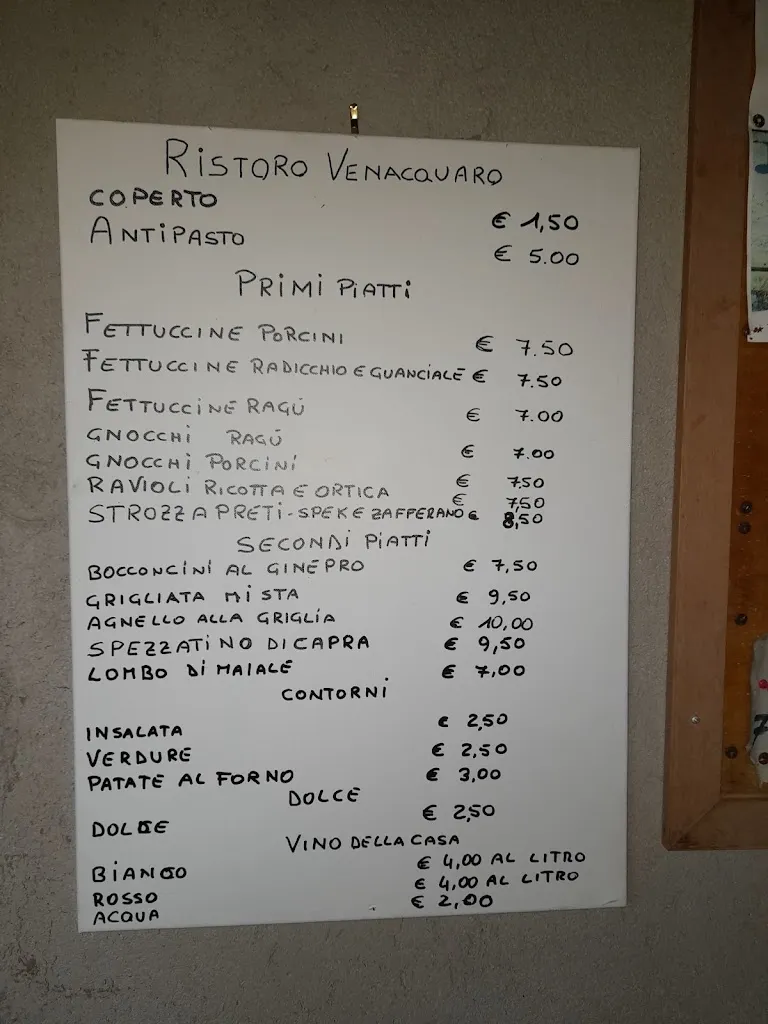 RISTORO VENACQUARO
COPERTO € 1,50
ANTIPASTO € 5.00
PRIMI PIATTI
FETTUCCINE PORCINI € 7.50
FETTUCCINE RADICCHIO E GUANCIALE € 7.50
FETTUCCINE RAGÚ € 7.00
GNOCCHI RAGÚ € 7.00
GNOCCHI PORCINI € 7,50
RAVIOLI RICOTTA E ORTICA € 7,50
STROZZAPRETI - SPEK E ZAFFERANO € 8,50
SECONDI PIATTI
BOCCONCINI AL GINEPRO € 7,50
GRIGLIATA MISTA € 9,50
AGNELLO ALLA GRIGLIA € 10,00
SPEZZATINO DI CAPRA € 9,50
LOMBO DI MAIALE € 7,00
CONTORNI
INSALATA € 2,50
VERDURE € 2,50
PATATE AL FORNO € 3,00
DOLCE
DOLCE € 2,50
VINO DELLA CASA
BIANCO € 4,00 AL LITRO
ROSSO € 4,00 AL LITRO
ACQUA € 2,00